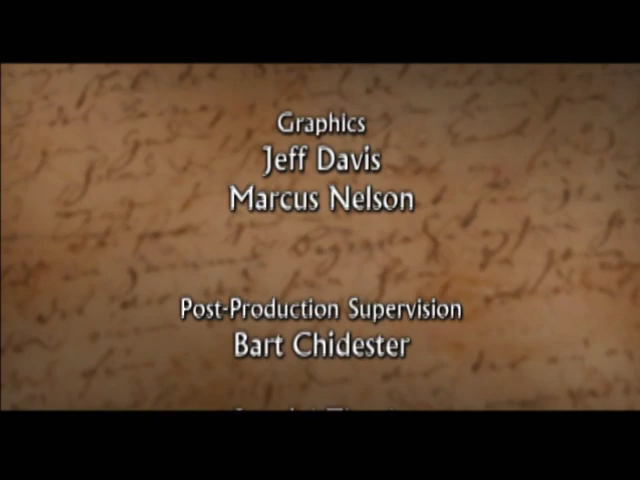 Graphics
Jeff Davis
Marcus Nelson
Post-Production Supervision
Bart Chidester